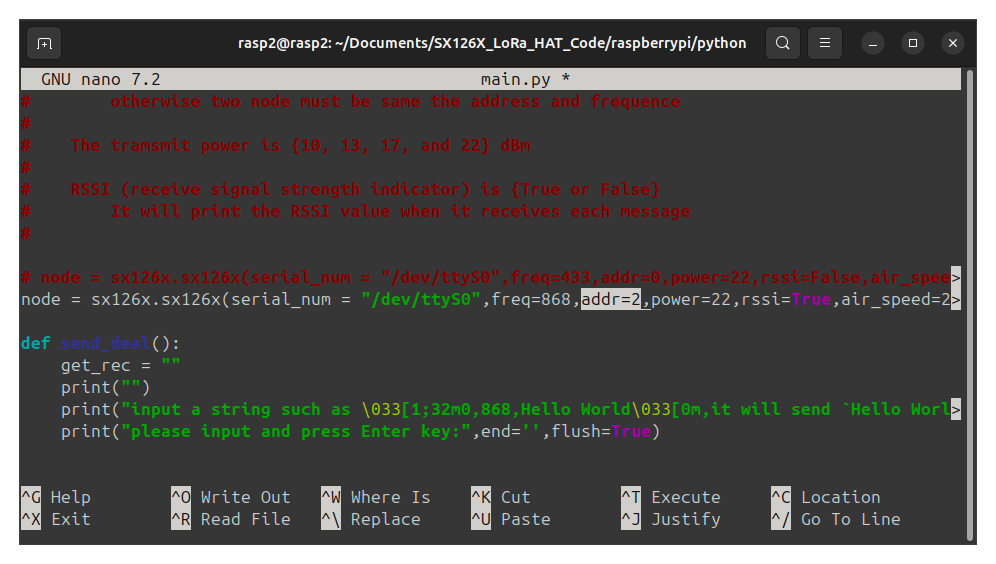 rasp2@rasp2: ~/Documents/SX126X_LoRa_HAT_Code/raspberrypi/python
GNU nano 7.2 main.py *
#        otherwise two node must be same the address and frequence
#
#    The tramsmit power is {10, 13, 17, and 22} dBm
#
#    RSSI (receive signal strength indicator) is {True or False}
#        It will print the RSSI value when it receives each message
#
# node = sx126x.sx126x(serial_num = "/dev/ttyS0",freq=433,addr=0,power=22,rssi=False,air_spee>
node = sx126x.sx126x(serial_num = "/dev/ttyS0",freq=868,addr=2,power=22,rssi=True,air_speed=2>
def send_deal():
    get_rec = ""
    print("")
    print("input a string such as \033[1;32m0,868,Hello World\033[0m,it will send `Hello Worl>
    print("please input and press Enter key:",end='',flush=True)
^G Help ^O Write Out ^W Where Is ^K Cut ^T Execute ^C Location
^X Exit ^R Read File ^\ Replace ^U Paste ^J Justify ^/ Go To Line